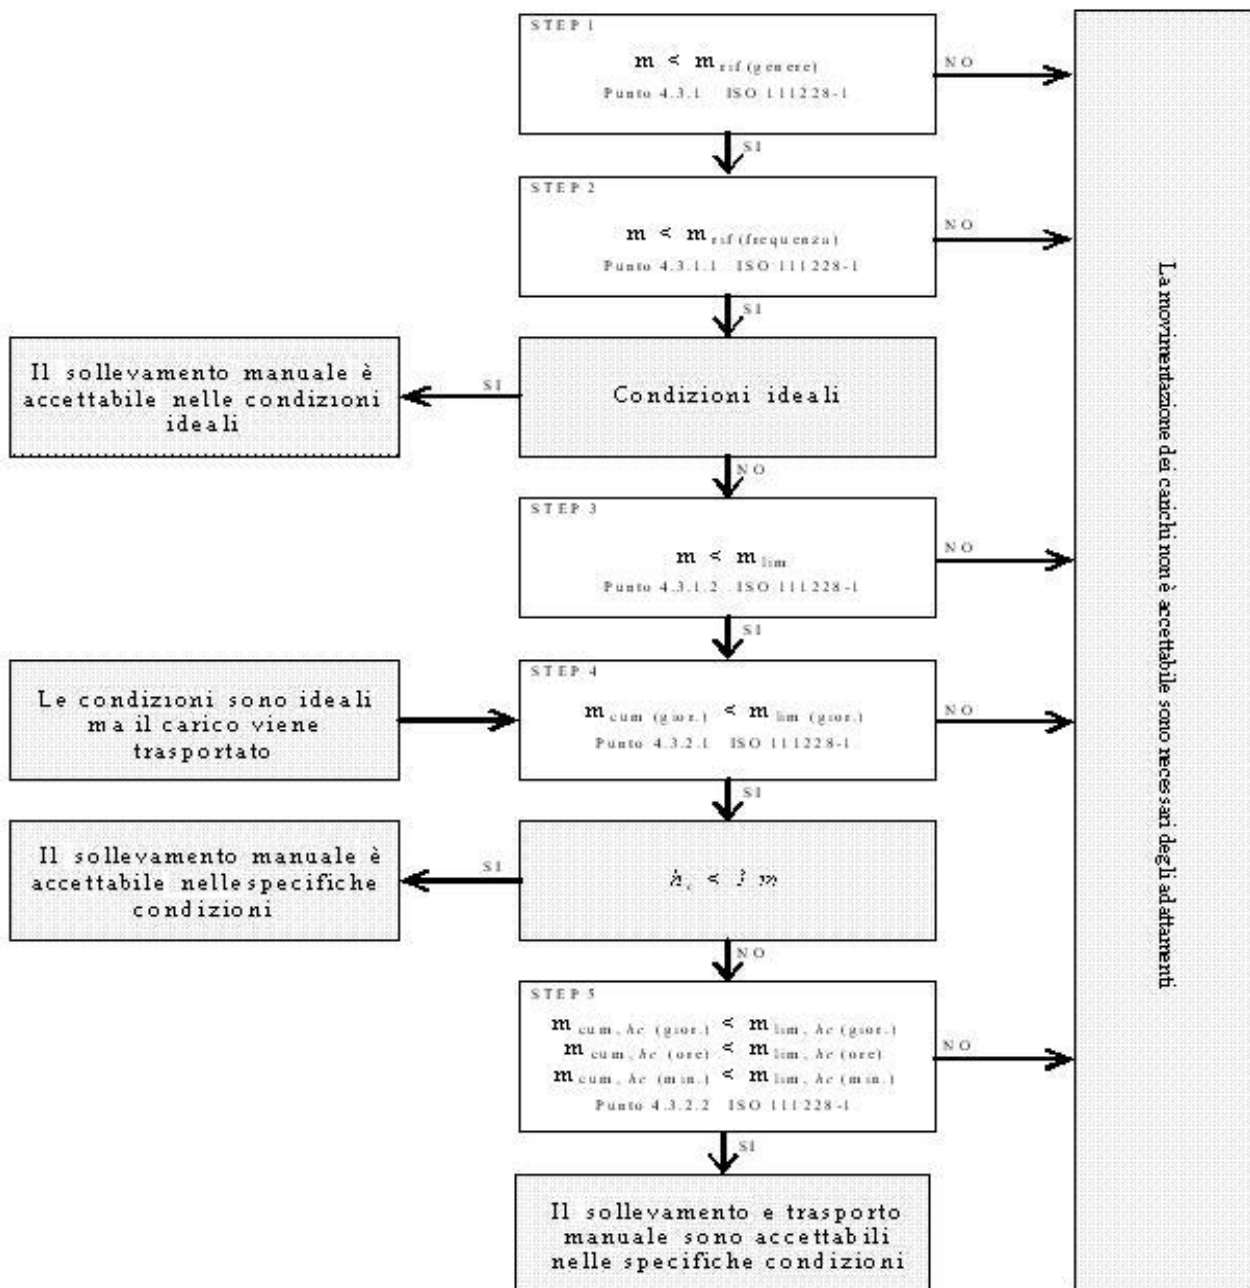 STEP 1
m < m rif (genere)
Punto 4.3.1 ISO 111228-1
NO
SI
STEP 2
m < m rif (frequenza)
Punto 4.3.1.1 ISO 111228-1
NO
SI
Il sollevamento manuale è
accettabile nelle condizioni
ideali
SI
Condizioni ideali
NO
STEP 3
m < m lim
Punto 4.3.1.2 ISO 111228-1
NO
SI
Le condizioni sono ideali
ma il carico viene
trasportato
STEP 4
m cum (gior.) < m lim (gior.)
Punto 4.3.2.1 ISO 111228-1
NO
SI
Il sollevamento manuale è
accettabile nelle specifiche
condizioni
SI
h c < m
NO
STEP 5
m cum, hc (gior.) < m lim, hc (gior.)
m cum, hc (ore) < m lim, hc (ore)
m cum, hc (min.) < m lim, hc (min.)
Punto 4.3.2.2 ISO 111228-1
NO
SI
Il sollevamento e trasporto
manuale sono accettabili
nelle specifiche condizioni
La movimentazione dei carichi non è accettabile sono necessari degli adattamenti